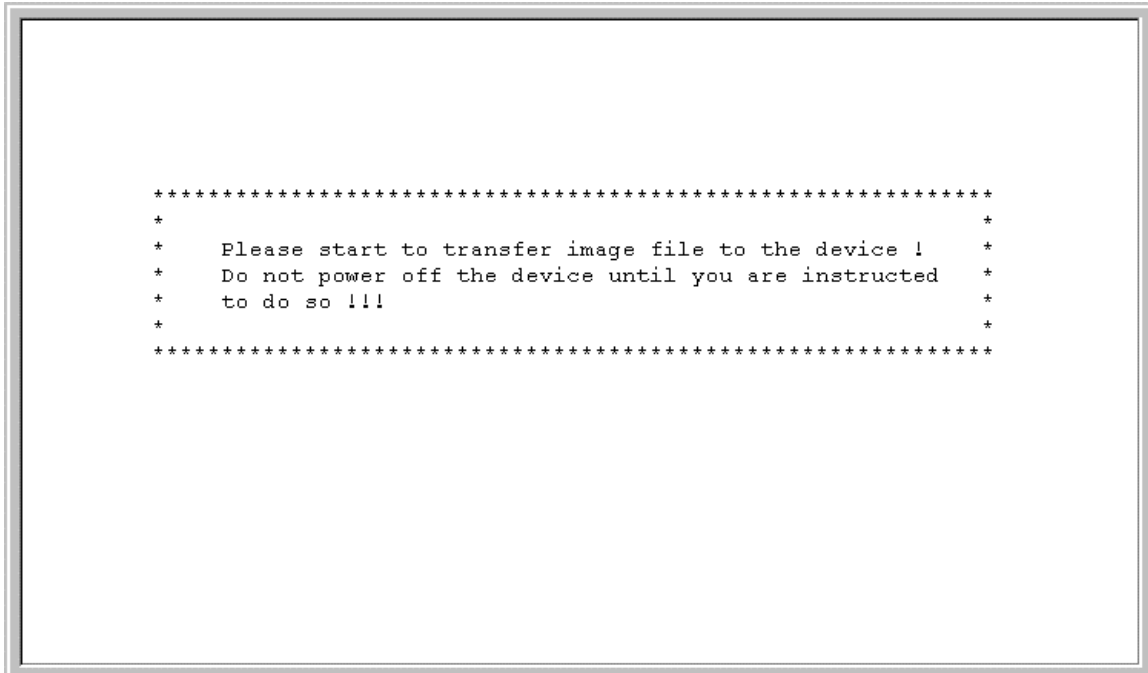 *************************************************************
*                                                           *
*    Please start to transfer image file to the device !    *
*    Do not power off the device until you are instructed   *
*    to do so !!!                                           *
*                                                           *
*************************************************************